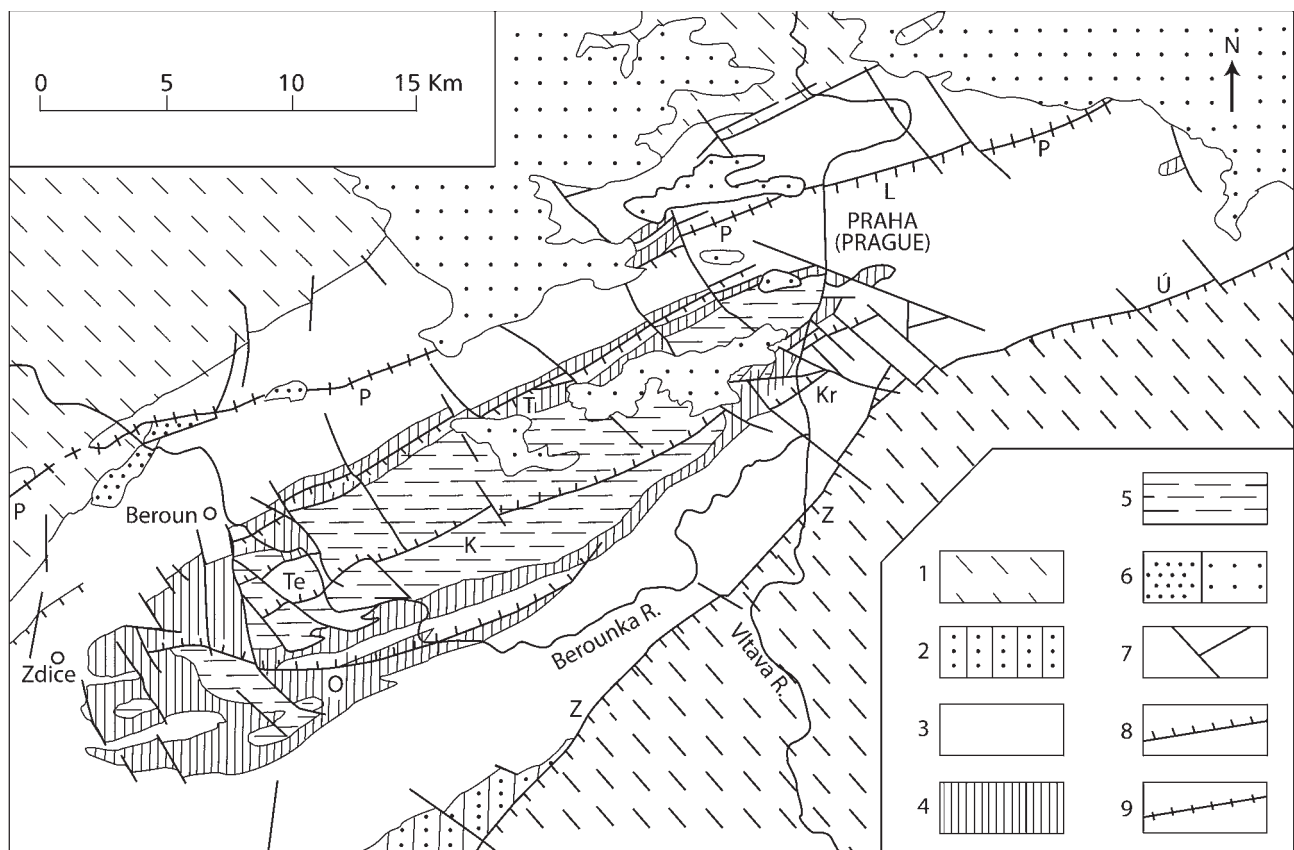 0 5 10 15 Km
N
P
L
P
PRAHA
(PRAGUE)
Ú
P
Ti
Kr
P
Beroun
Z
K
Te
Berounka R.
Vltava R.
Zdice
O
Z
1
2
3
4
5
6
7
8
9